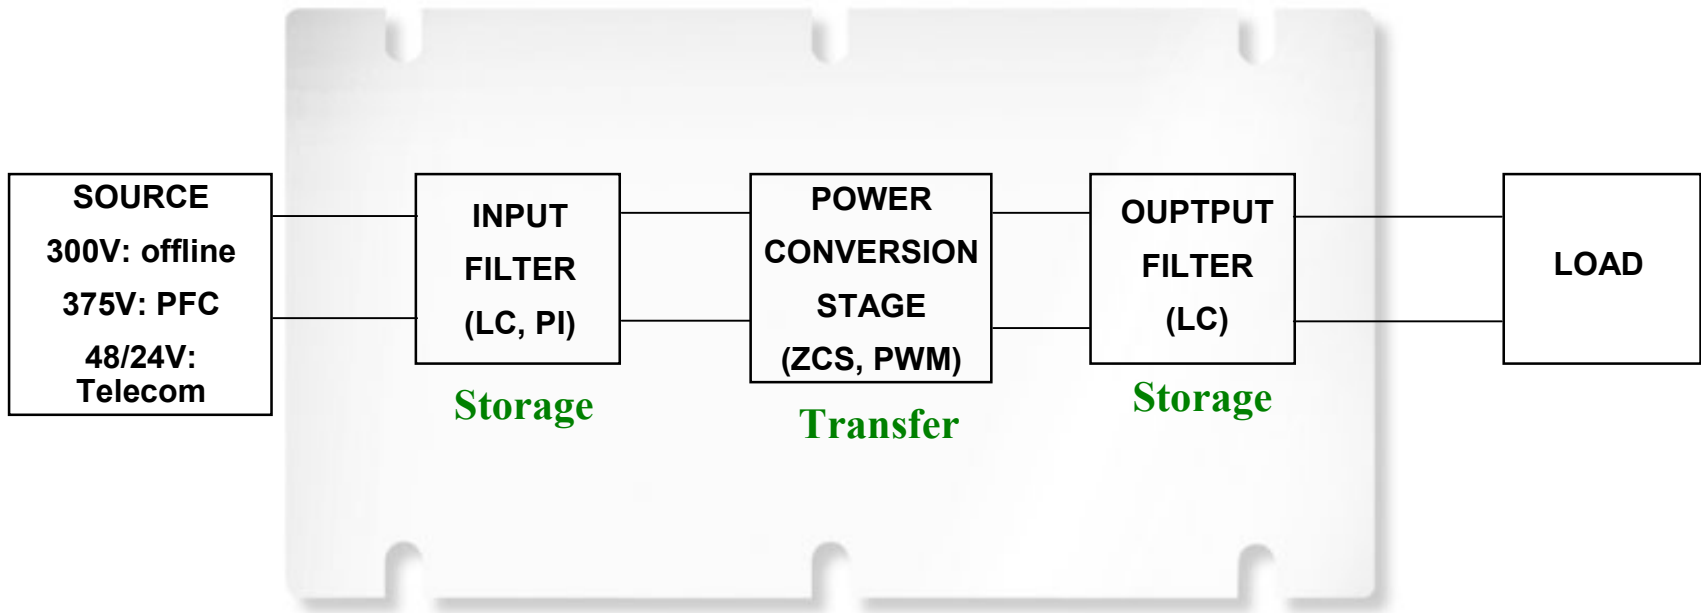 SOURCE
300V: offline
375V: PFC
48/24V:
Telecom
INPUT
FILTER
(LC, PI)
Storage
POWER
CONVERSION
STAGE
(ZCS, PWM)
Transfer
OUPTPUT
FILTER
(LC)
Storage
LOAD